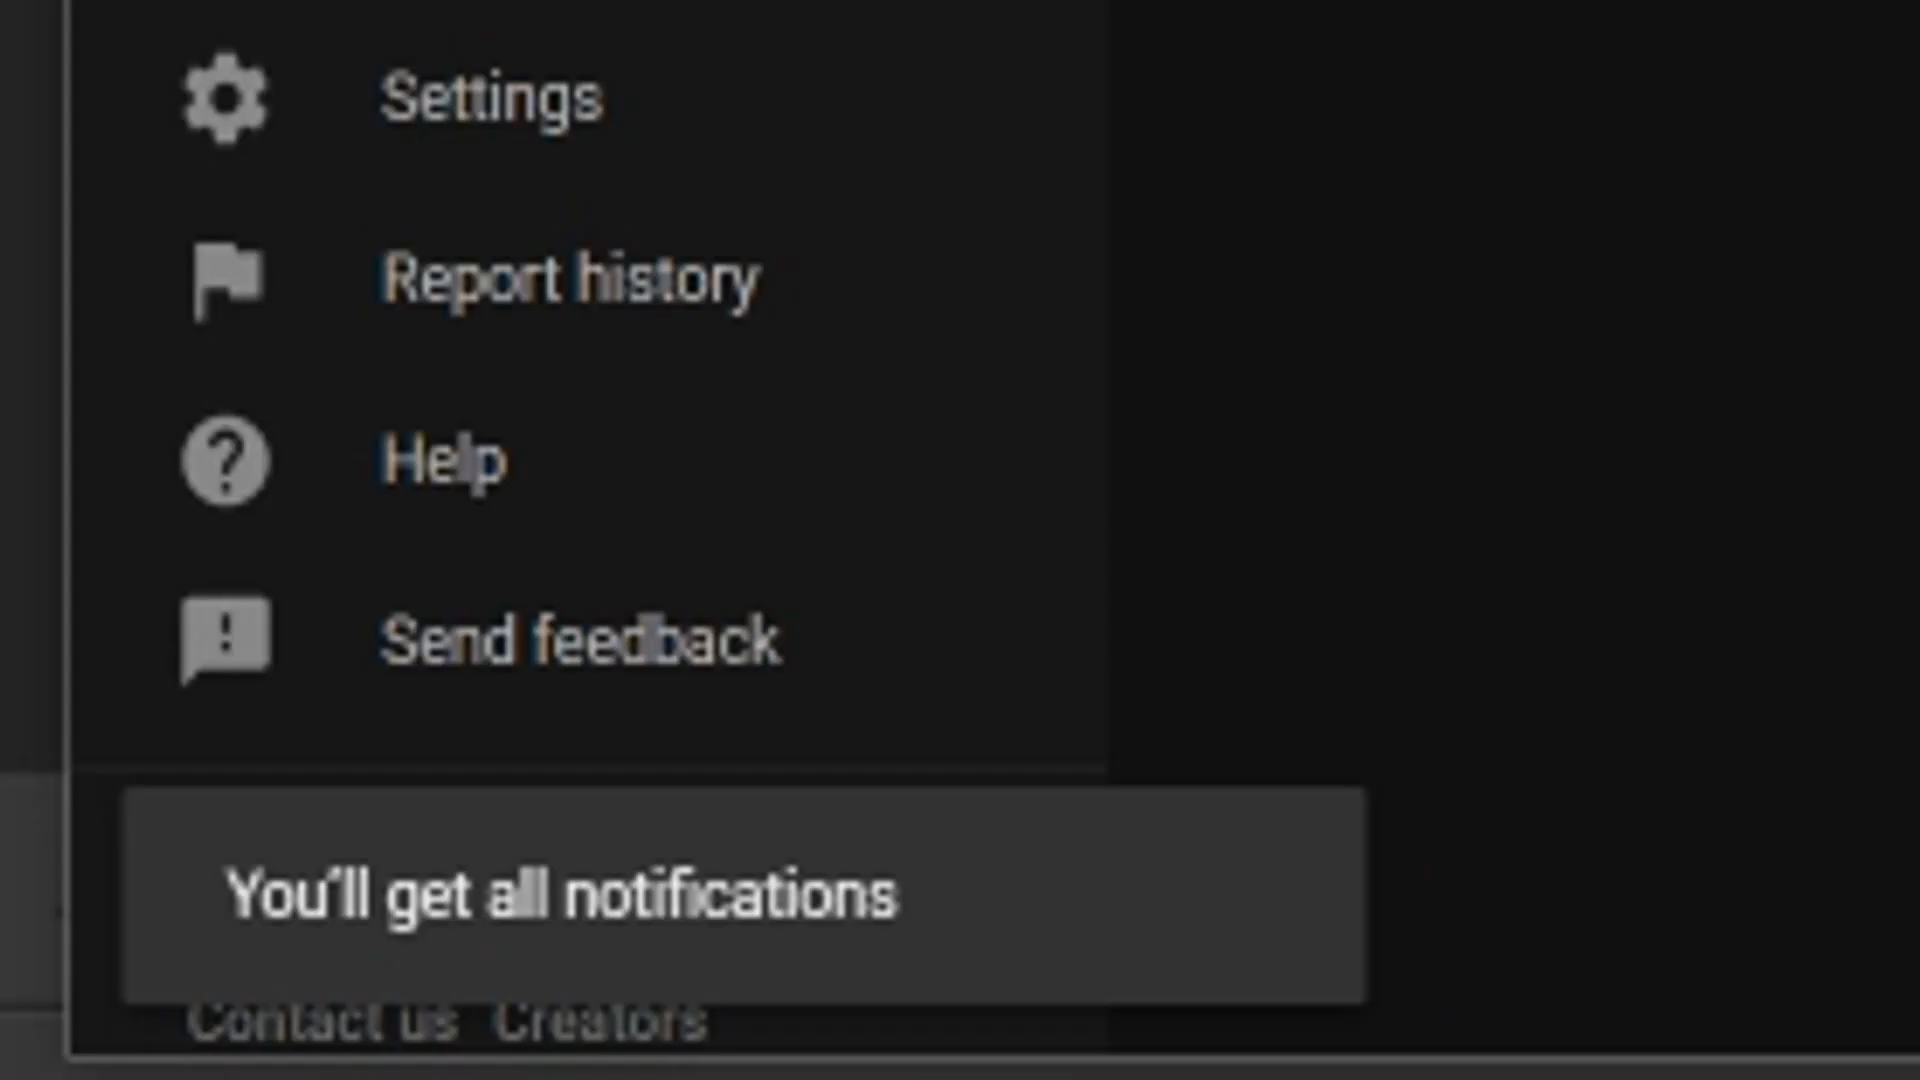 Settings
Report history
Help
Send feedback
You'll get all notifications
Contact us Creators